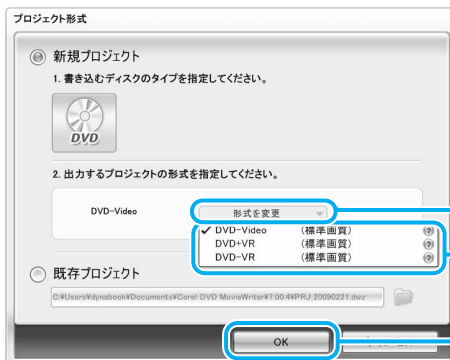 プロジェクト形式
新規プロジェクト
1. 書き込むディスクのタイプを指定してください。
DVD
2. 出力するプロジェクトの形式を指定してください。
DVD-Video 形式を変更
✓ DVD-Video (標準画質) ?
DVD+VR (標準画質) ?
DVD-VR (標準画質) ?
既存プロジェクト
C:¥Users¥dynabook¥Documents¥Corel DVD MovieWriter¥7.00.4¥PRJ_20090221.dwz
OK